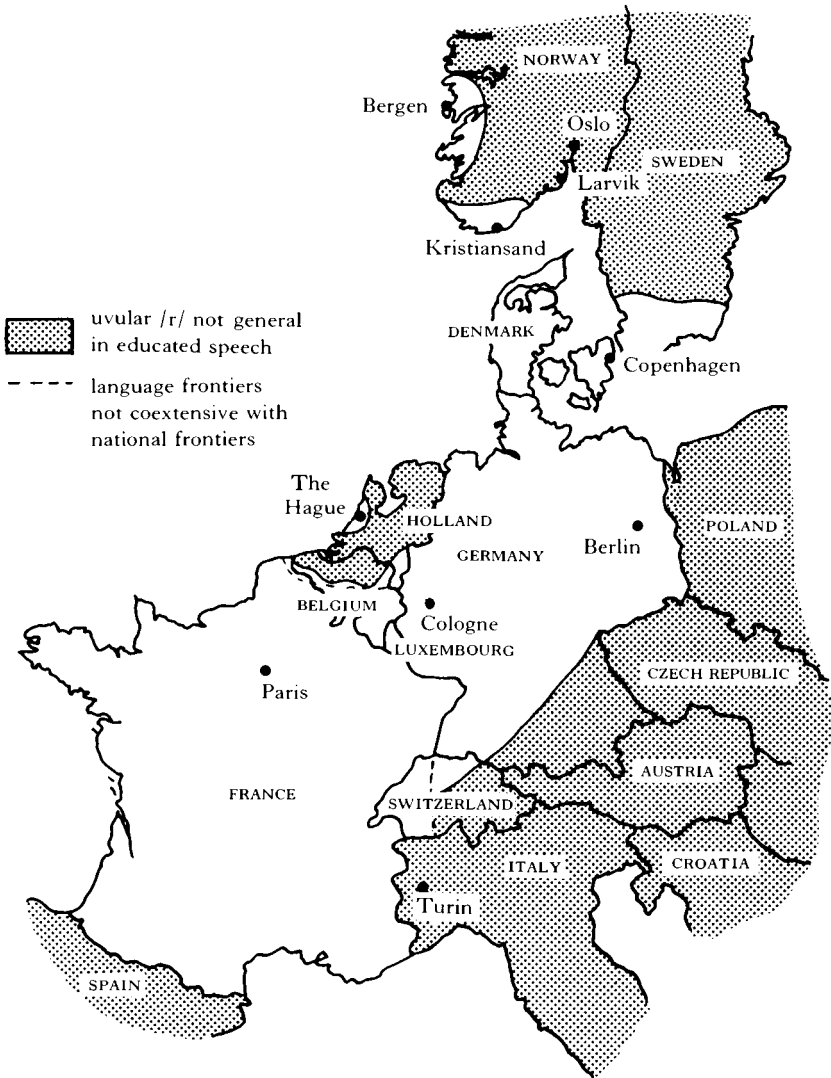 NORWAY
Bergen
Oslo
SWEDEN
Larvik
Kristiansand
uvular /r/ not general
in educated speech
DENMARK
Copenhagen
language frontiers
not coextensive with
national frontiers
The
Hague
HOLLAND
POLAND
GERMANY
Berlin
BELGIUM
Cologne
LUXEMBOURG
CZECH REPUBLIC
Paris
AUSTRIA
FRANCE
SWITZERLAND
ITALY
CROATIA
Turin
SPAIN